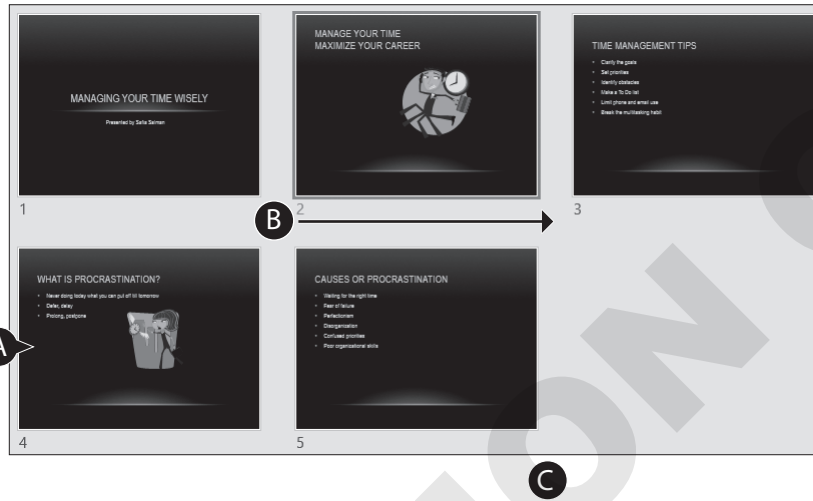 MANAGING YOUR TIME WISELY
Presented by Safia Salman
1
MANAGE YOUR TIME
MAXIMIZE YOUR CAREER
2
TIME MANAGEMENT TIPS
• Clarify the goals
• Set priorities
• Identify obstacles
• Make a To Do list
• Limit phone and email use
• Break the multitasking habit
3
B
A
WHAT IS PROCRASTINATION?
• Never doing today what you can put off till tomorrow
• Defer, delay
• Prolong, postpone
4
CAUSES OR PROCRASTINATION
• Waiting for the right time
• Fear of failure
• Perfectionism
• Disorganization
• Confused priorities
• Poor organizational skills
5
C
ON